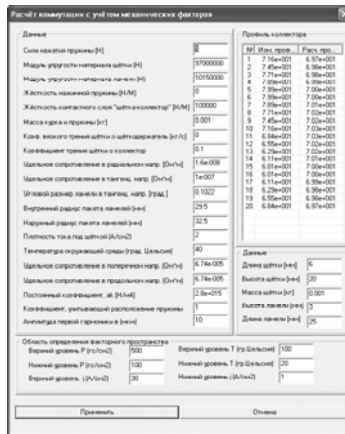 Расчёт коммутации с учётом механических факторов
Данные
Сила нажатия пружины [Н]
Модуль упругости материала щётки [Н] 97000000
Модуль упругости материала ламели [Н] 10150000
Жёсткость нажимной пружины [Н/М] 0
Жёсткость контактного слоя "щётка-коллектор" [Н/М] 100000
Масса курка и пружины [кг] 0.001
Коэф. вязкого трения щётки о щёткодержатель [кг/с] 0
Коэффициент трения щётки о коллектор 0.1
Удельное сопротивление в радиальном напр. [Ом*м] 1.6e-008
Удельное сопротивление в тангенц. напр. [Ом*м] 1e-007
Угловой размер ламели в тангенц. напр. [град.] 0.1022
Внутренний радиус пакета ламелей [мм] 29.5
Наружный радиус пакета ламелей [мм] 32.5
Плотность тока под щёткой [А/см2] 2
Температура окружающей среды [град. Цельсия] 40
Удельное сопротивление в поперечном напр. [Ом*м] 6.74e-005
Удельное сопротивление в продольном напр. [Ом*м] 6.74e-005
Постоянный коэффициент, ak [Н/м4] 2.8e+015
Коэффициент, учитывающий расположение пружины 1
Амплитуда первой гармоники в [мкм] 10
Профиль коллектора
№ Изм. проф. Расч. про...
1 7.16e+001 6.97e+001
2 7.45e+001 6.98e+001
3 7.71e+001 6.98e+001
4 7.89e+001 6.99e+001
5 7.99e+001 7.00e+001
6 7.99e+001 7.00e+001
7 7.89e+001 7.01e+001
8 7.71e+001 7.02e+001
9 7.45e+001 7.02e+001
10 7.16e+001 7.03e+001
11 6.84e+001 7.03e+001
12 6.55e+001 7.02e+001
13 6.29e+001 7.02e+001
14 6.11e+001 7.01e+001
15 6.01e+001 7.00e+001
16 6.01e+001 7.00e+001
17 6.11e+001 6.99e+001
18 6.29e+001 6.98e+001
19 6.55e+001 6.98e+001
20 6.84e+001 6.97e+001
Данные
Длина щётки [мм] 6
Высота щётки [мм] 20
Масса щётки [кг] 0.001
Высота ламели [мм] 3
Длина ламели [мм] 25
Область определения факторного пространства
Верхний уровень P [гс/см2] 500 Верхний уровень T [гр.Цельсия] 100
Нижний уровень P [гс/см2] 100 Нижний уровень T [гр.Цельсия] 20
Верхний уровень j [А/см2] 30 Нижний уровень j [А/см2] 1
Применить Отмена